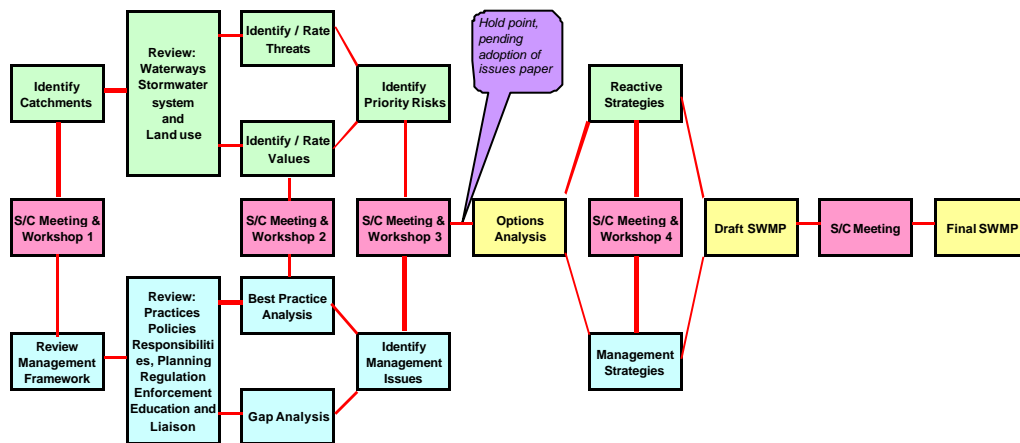 Identify
Catchments
Review:
Waterways
Stormwater
system
and
Land use
Identify / Rate
Threats
Identify / Rate
Values
Identify
Priority Risks
Hold point,
pending
adoption of
issues paper
Reactive
Strategies
S/C Meeting &
Workshop 1
S/C Meeting &
Workshop 2
S/C Meeting &
Workshop 3
Options
Analysis
S/C Meeting &
Workshop 4
Draft SWMP
S/C Meeting
Final SWMP
Review
Management
Framework
Review:
Practices
Policies
Responsibiliti
es, Planning
Regulation
Enforcement
Education and
Liaison
Best Practice
Analysis
Gap Analysis
Identify
Management
Issues
Management
Strategies